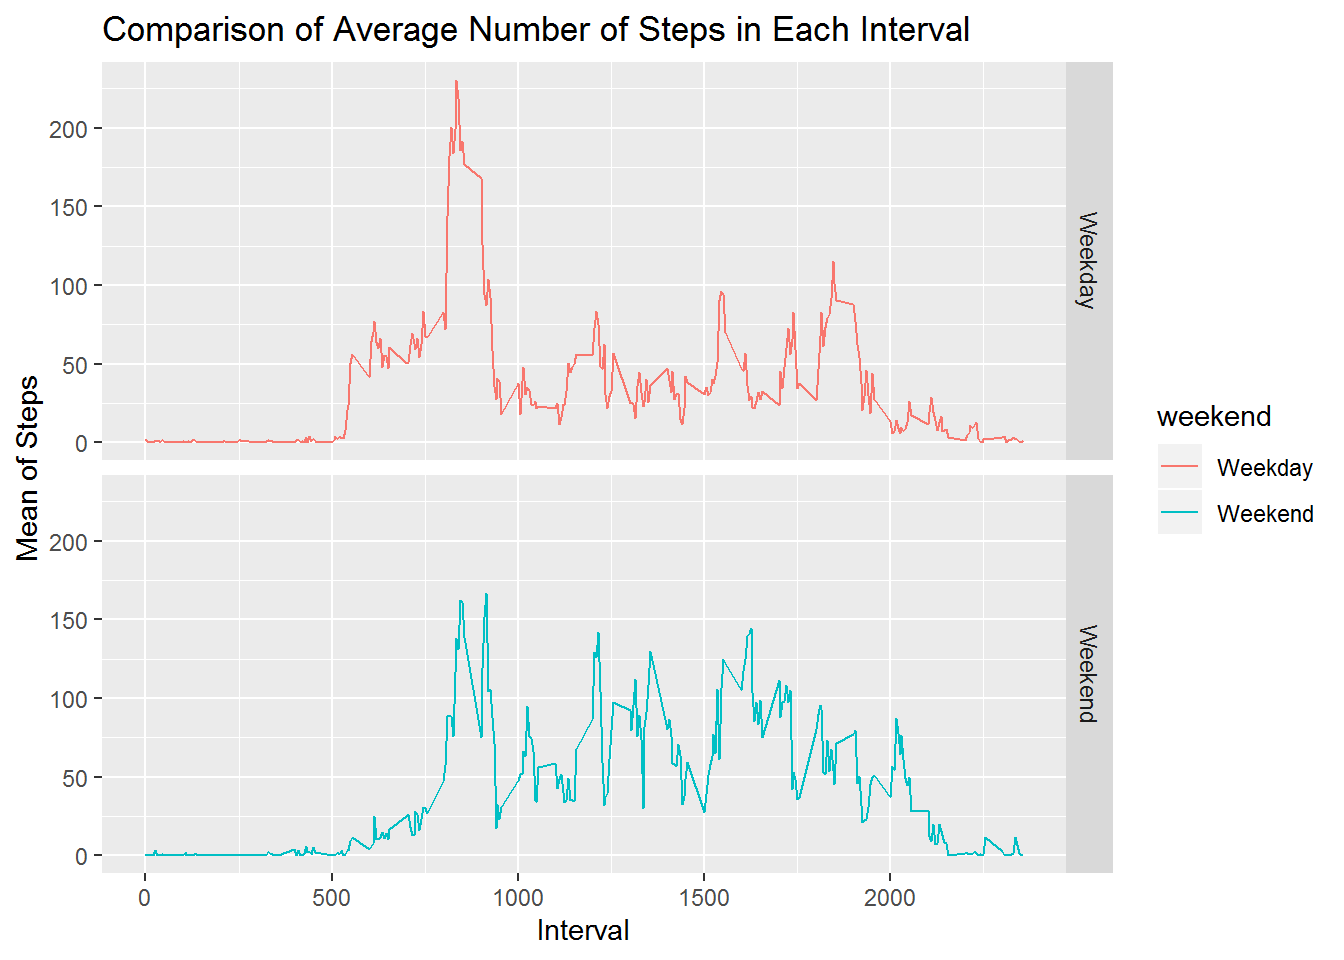 Comparison of Average Number of Steps in Each Interval
Mean of Steps
200
150
100
50
0
Weekday
200
150
100
50
0
Weekend
0 500 1000 1500 2000
Interval
weekend
Weekday
Weekend